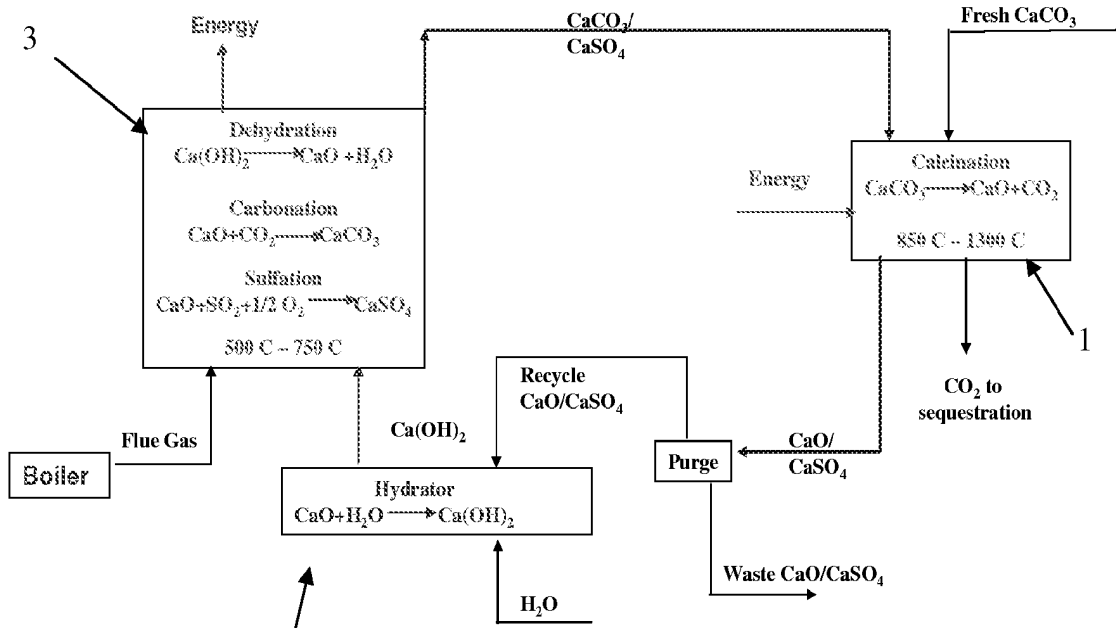 3
Energy
Dehydration
Ca(OH)₂ → CaO + H₂O
Carbonation
CaO+CO₂ → CaCO₃
Sulfation
CaO+SO₂+1/2 O₂ → CaSO₄
500 C – 750 C
CaCO₃/
CaSO₄
Fresh CaCO₃
Energy
Calcination
CaCO₃ → CaO+CO₂
850 C – 1300 C
1
CO₂ to
sequestration
CaO/
CaSO₄
Purge
Recycle
CaO/CaSO₄
Waste CaO/CaSO₄
Ca(OH)₂
Flue Gas
Boiler
Hydrator
CaO+H₂O → Ca(OH)₂
H₂O